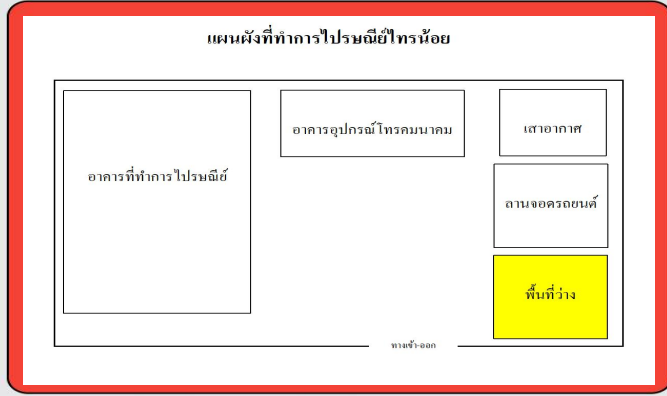 แผนผังที่ทำการไปรษณีย์ไทรน้อย
อาคารอุปกรณ์โทรคมนาคม
เสาอากาศ
อาคารที่ทำการไปรษณีย์
ลานจอดรถยนต์
พื้นที่ว่าง
ทางเข้า-ออก